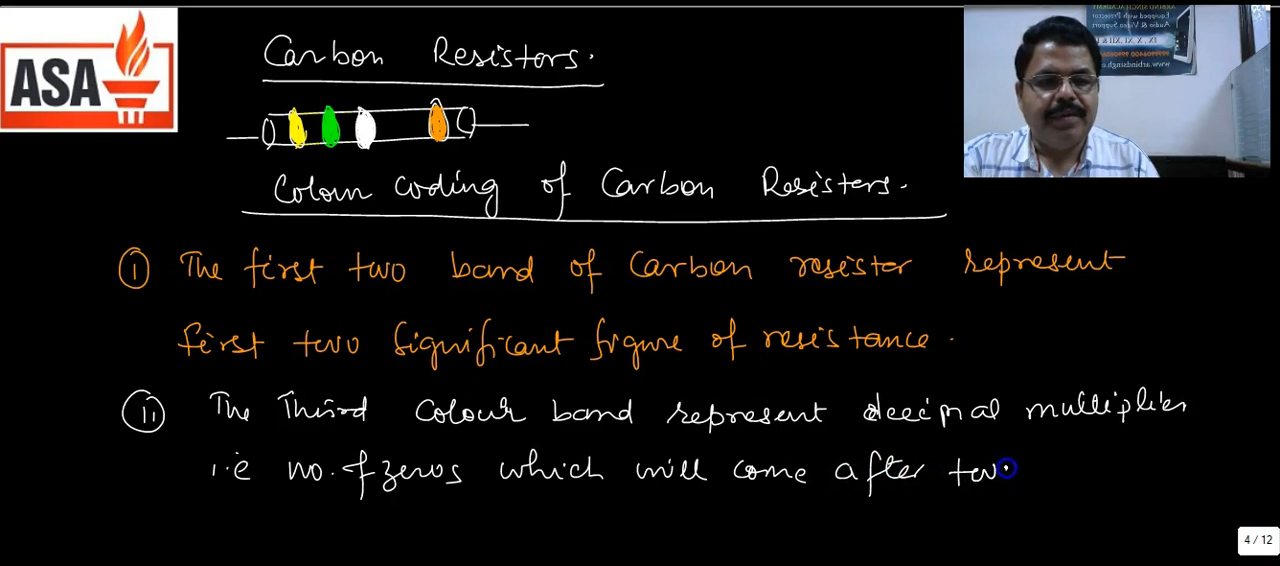 ASA
Carbon Resistors.
Colour coding of Carbon Resisters.
i The first two band of Carbon resister represent
first two significant figure of resistance.
ii The Third colour band represent decimal multiplier
i.e no. of zeros which will come after two
4 / 12